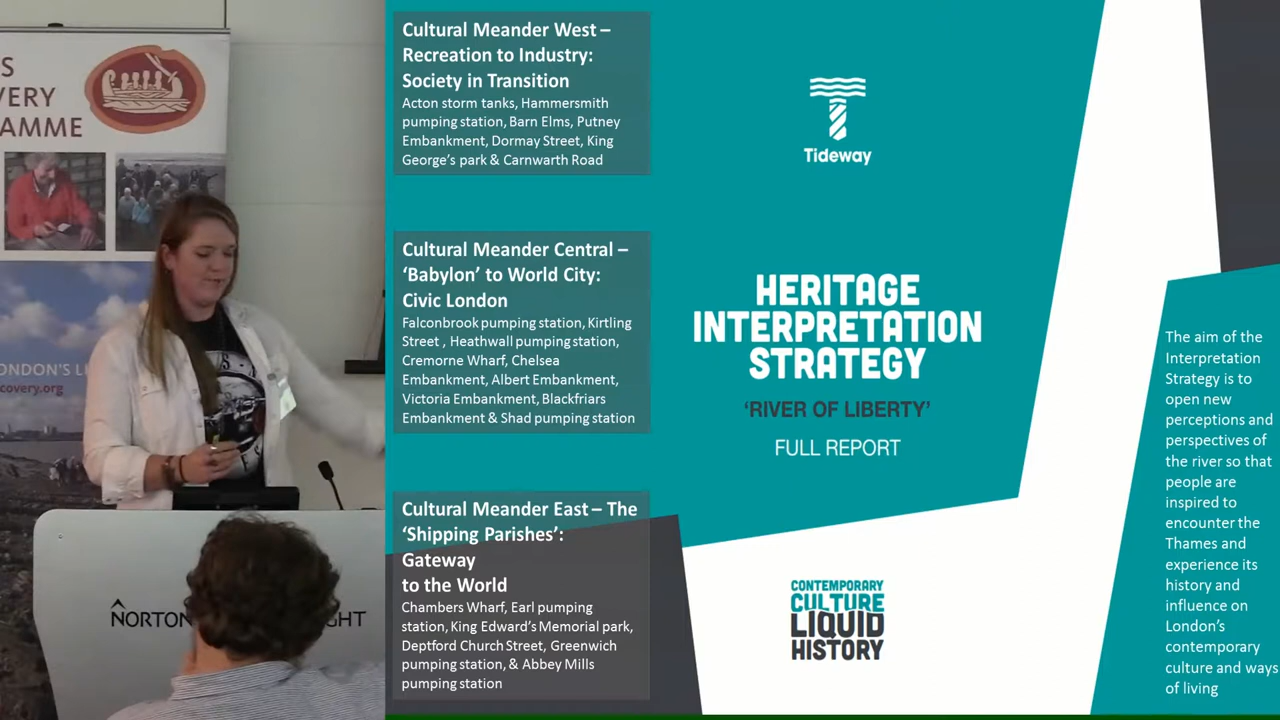 S
VERY
AMME
ONDON'S L
covery.org
NORTON
GHT
Cultural Meander West –
Recreation to Industry:
Society in Transition
Acton storm tanks, Hammersmith
pumping station, Barn Elms, Putney
Embankment, Dormay Street, King
George's park & Carnwarth Road
Cultural Meander Central –
'Babylon' to World City:
Civic London
Falconbrook pumping station, Kirtling
Street , Heathwall pumping station,
Cremorne Wharf, Chelsea
Embankment, Albert Embankment,
Victoria Embankment, Blackfriars
Embankment & Shad pumping station
Cultural Meander East – The
'Shipping Parishes':
Gateway
to the World
Chambers Wharf, Earl pumping
station, King Edward's Memorial park,
Deptford Church Street, Greenwich
pumping station, & Abbey Mills
pumping station
Tideway
HERITAGE
INTERPRETATION
STRATEGY
'RIVER OF LIBERTY'
FULL REPORT
CONTEMPORARY
CULTURE
LIQUID
HISTORY
The aim of the
Interpretation
Strategy is to
open new
perceptions and
perspectives of
the river so that
people are
inspired to
encounter the
Thames and
experience its
history and
influence on
London's
contemporary
culture and ways
of living